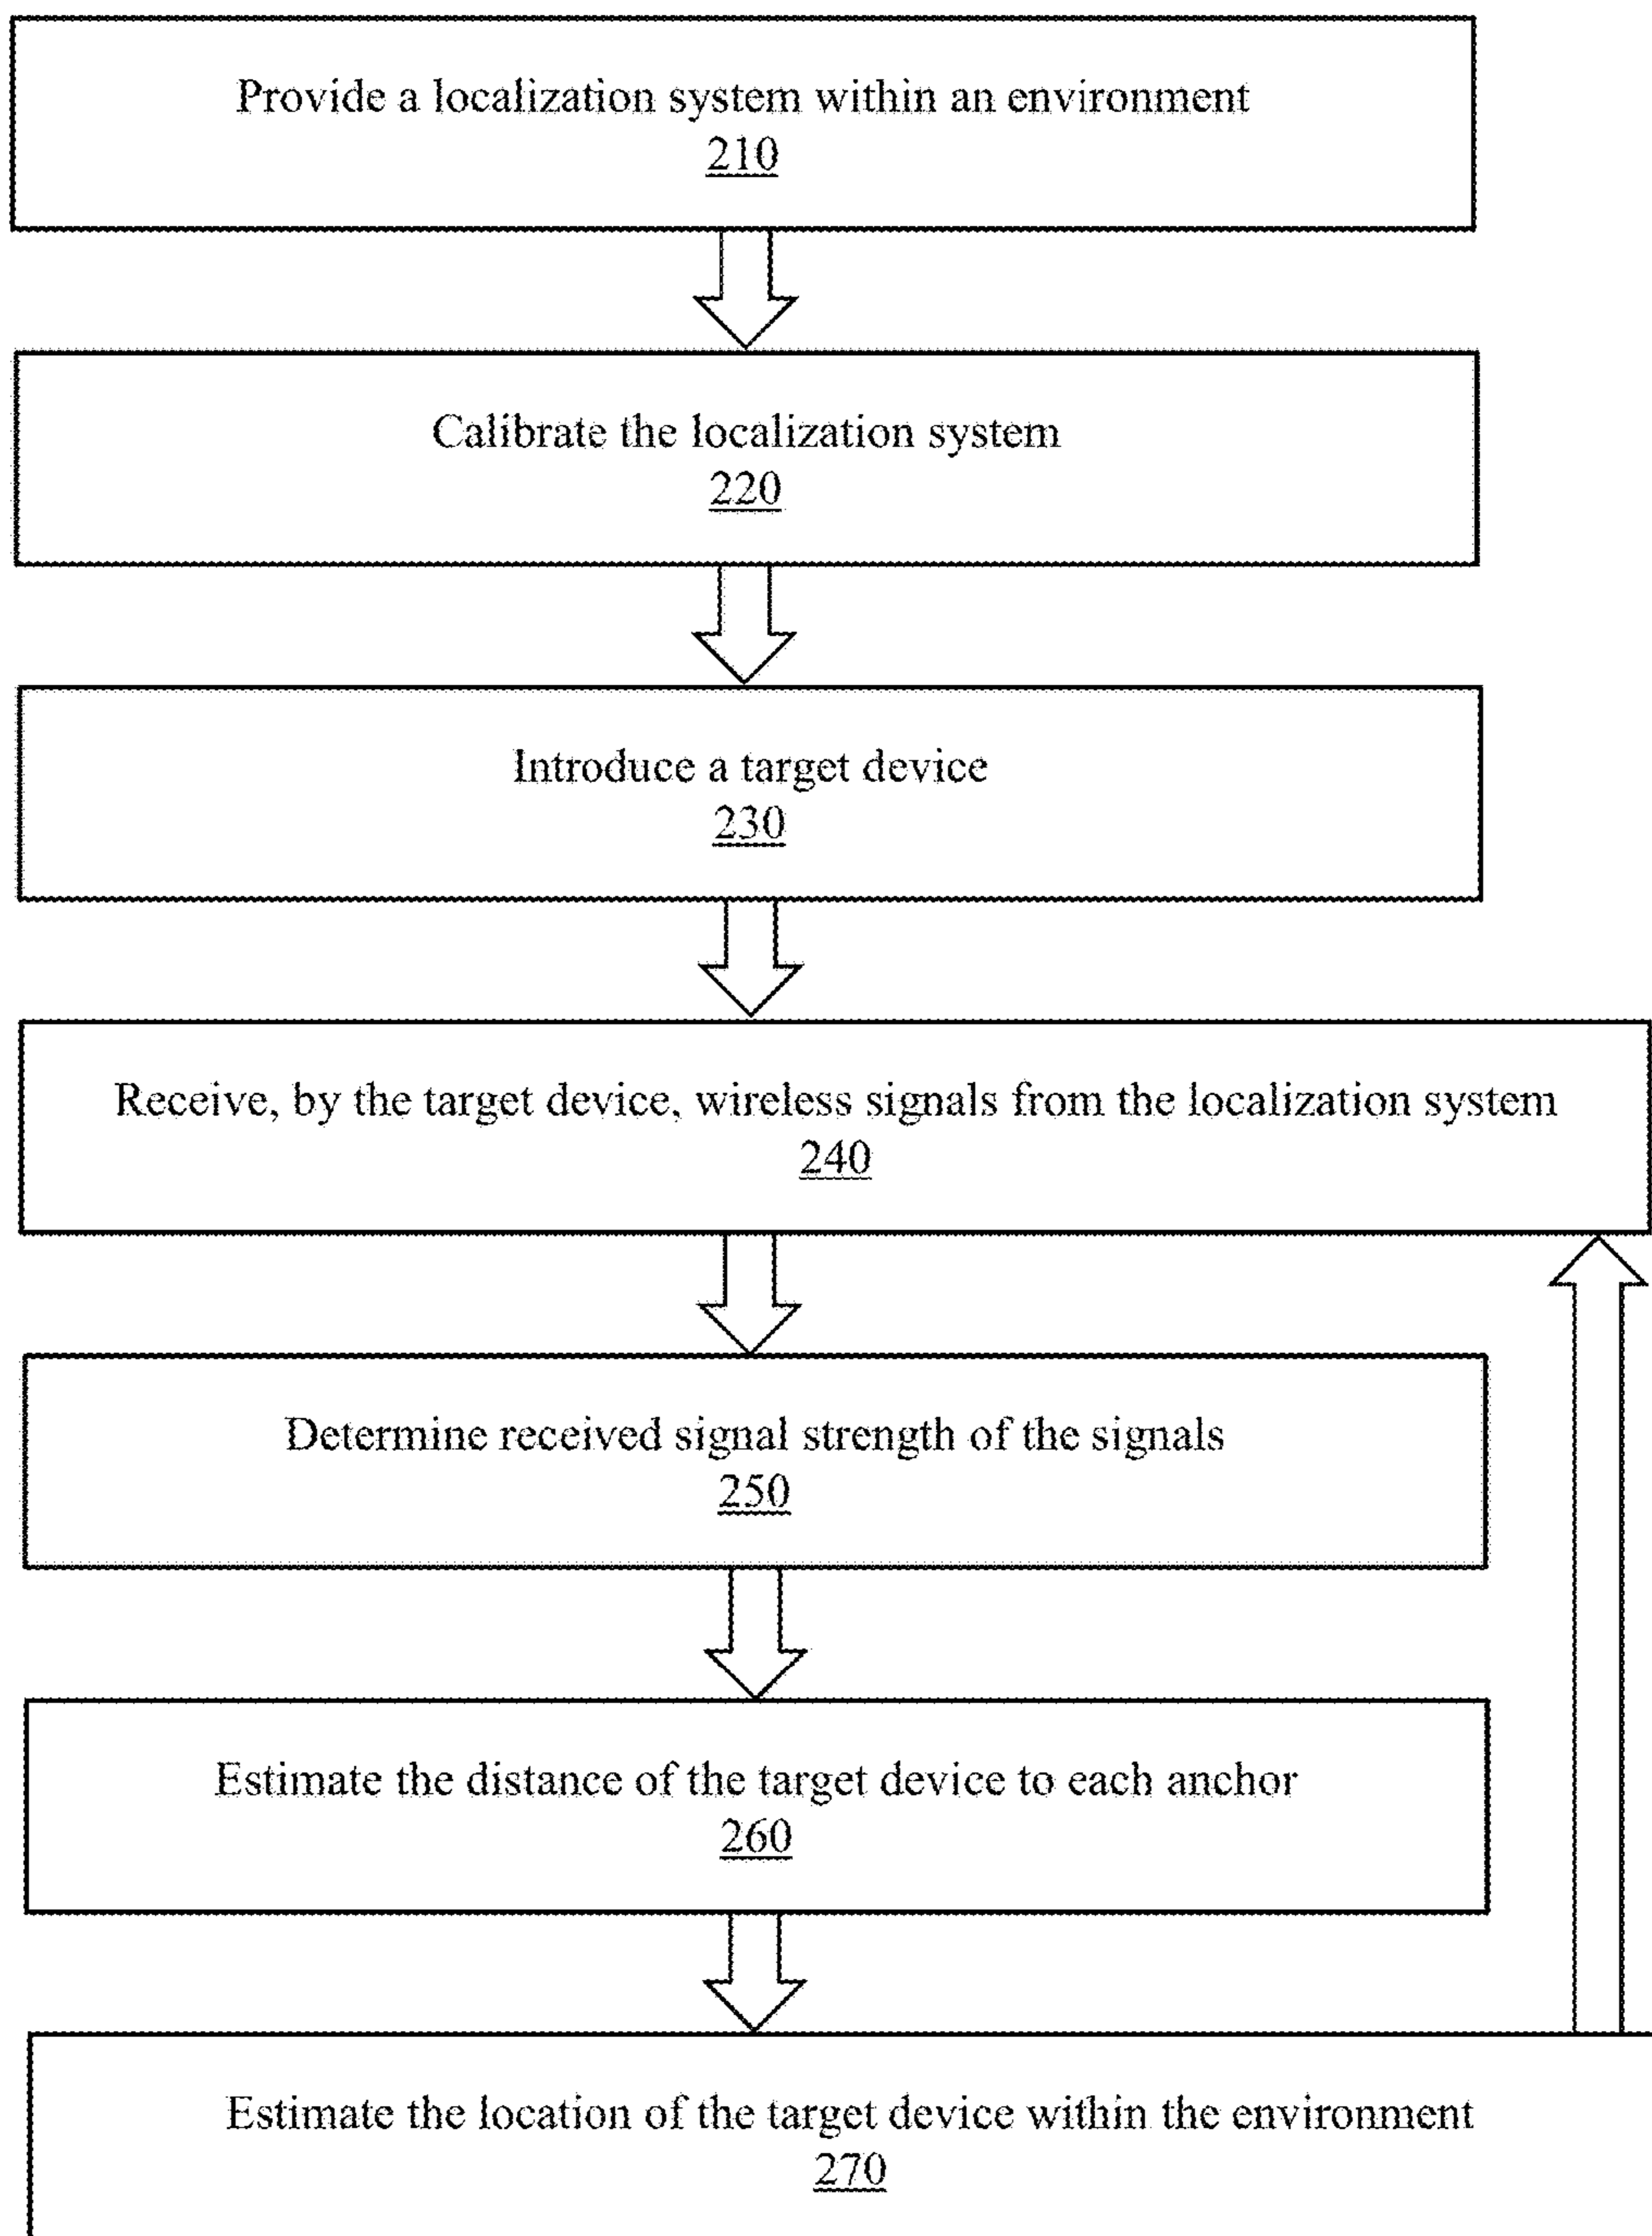 Provide a localization system within an environment
210
Calibrate the localization system
220
Introduce a target device
230
Receive, by the target device, wireless signals from the localization system
240
Determine received signal strength of the signals
250
Estimate the distance of the target device to each anchor
260
Estimate the location of the target device within the environment
270